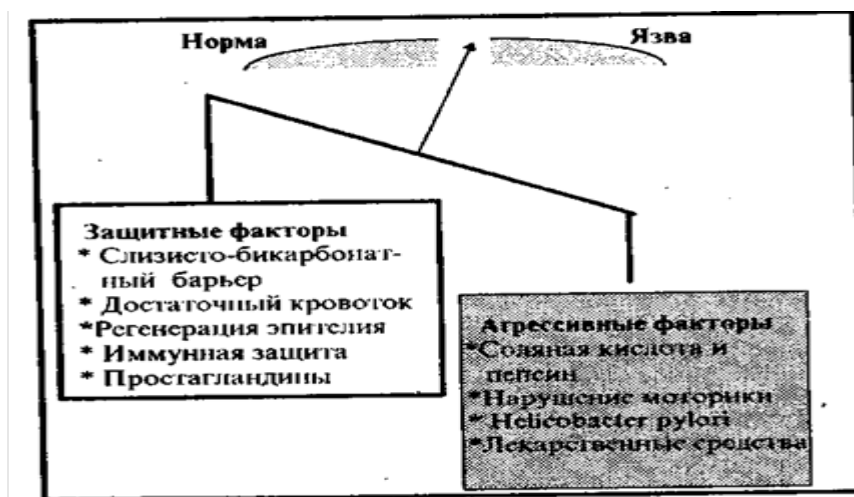 Норма
Язва
Защитные факторы
* Слизисто-бикарбонат-
ный барьер
* Достаточный кровоток
*Регенерация эпителия
* Иммунная защита
* Простагландины
Агрессивные факторы
*Соляная кислота и
пепсин
*Нарушение моторики
* Helicobacter pylori
*Лекарственные средства